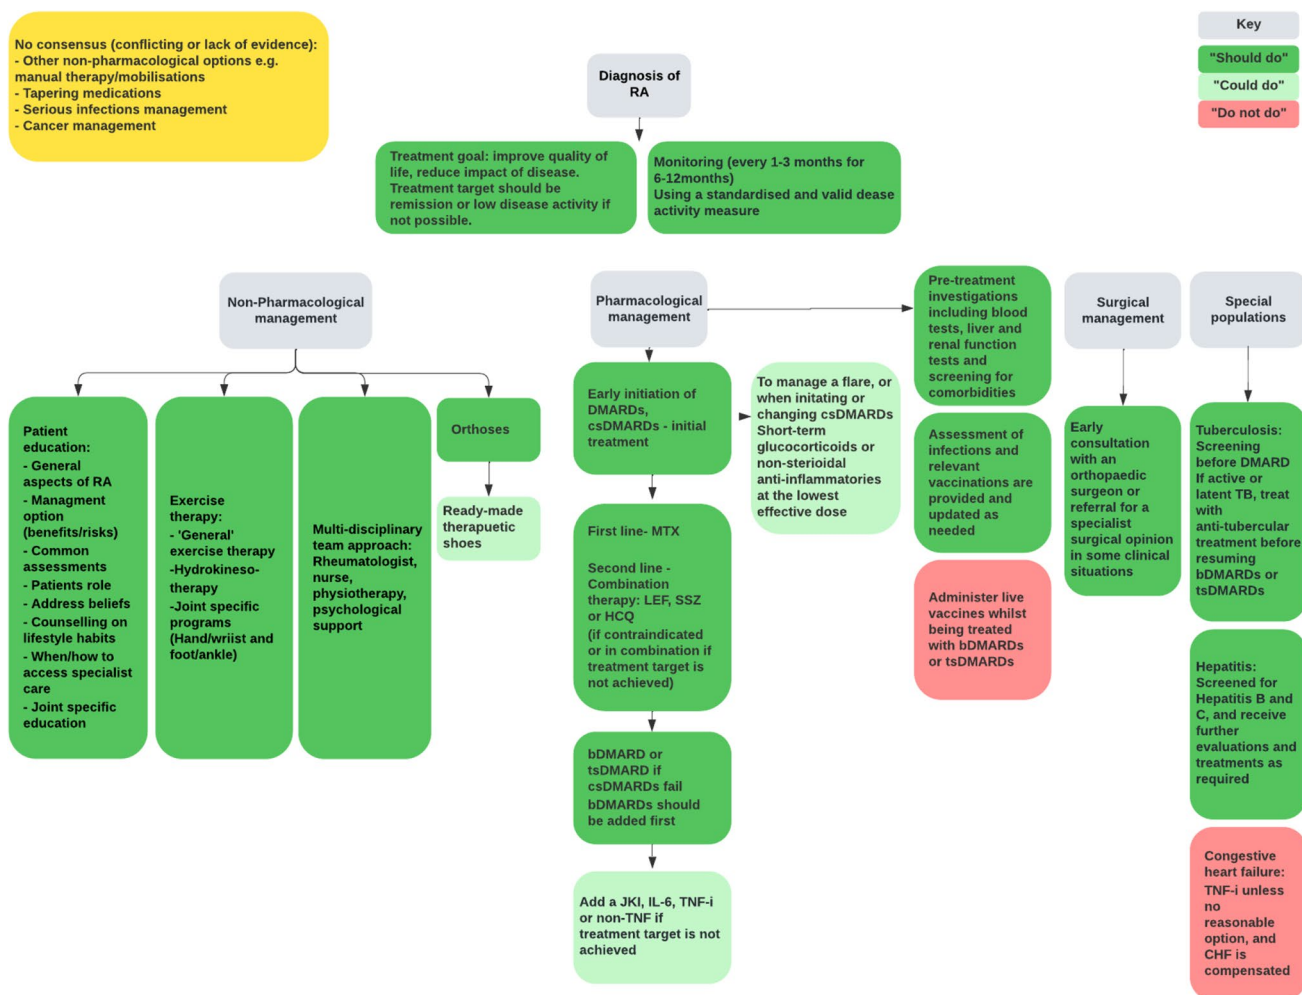 No consensus (conflicting or lack of evidence):
- Other non-pharmacological options e.g.
manual therapy/mobilisations
- Tapering medications
- Serious infections management
- Cancer management
Key
"Should do"
"Could do"
"Do not do"
Diagnosis of
RA
Treatment goal: improve quality of
life, reduce impact of disease.
Treatment target should be
remission or low disease activity if
not possible.
Monitoring (every 1-3 months for
6-12months)
Using a standardised and valid dease
activity measure
Non-Pharmacological
management
Patient
education:
- General
aspects of RA
- Managment
option
(benefits/risks)
- Common
assessments
- Patients role
- Address beliefs
- Counselling on
lifestyle habits
- When/how to
access specialist
care
- Joint specific
education
Exercise
therapy:
- 'General'
exercise therapy
-Hydrokineso-
therapy
-Joint specific
programs
(Hand/wriist and
foot/ankle)
Multi-disciplinary
team approach:
Rheumatologist,
nurse,
physiotherapy,
psychological
support
Orthoses
Ready-made
therapuetic
shoes
Pharmacological
management
Early initiation of
DMARDs,
csDMARDs - initial
treatment
To manage a flare, or
when initating or
changing csDMARDs
Short-term
glucocorticoids or
non-sterioidal
anti-inflammatories
at the lowest
effective dose
First line- MTX
Second line -
Combination
therapy: LEF, SSZ
or HCQ
(if contraindicated
or in combination if
treatment target is
not achieved)
bDMARD or
tsDMARD if
csDMARDs fail
bDMARDs should
be added first
Add a JKI, IL-6, TNF-i
or non-TNF if
treatment target is not
achieved
Pre-treatment
investigations
including blood
tests, liver and
renal function
tests and
screening for
comorbidities
Assessment of
infections and
relevant
vaccinations are
provided and
updated as
needed
Administer live
vaccines whilst
being treated
with bDMARDs
or tsDMARDs
Surgical
management
Early
consultation
with an
orthopaedic
surgeon or
referral for a
specialist
surgical opinion
in some clinical
situations
Special
populations
Tuberculosis:
Screening
before DMARD
If active or
latent TB, treat
with
anti-tubercular
treatment before
resuming
bDMARDs or
tsDMARDs
Hepatitis:
Screened for
Hepatitis B and
C, and receive
further
evaluations and
treatments as
required
Congestive
heart failure:
TNF-i unless
no
reasonable
option, and
CHF is
compensated